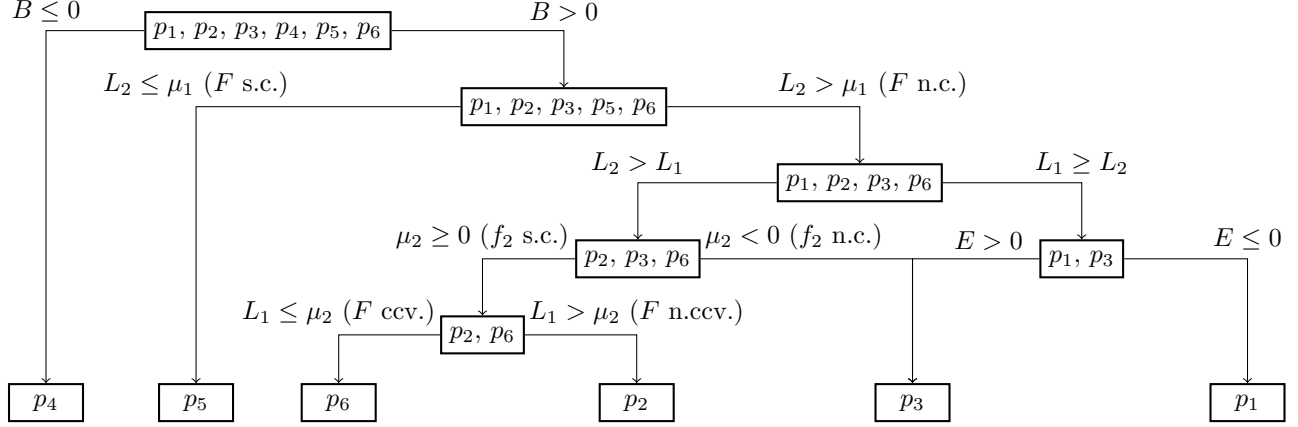 B ≤ 0
p₁, p₂, p₃, p₄, p₅, p₆
B > 0
L₂ ≤ μ₁ (F s.c.)
p₁, p₂, p₃, p₅, p₆
L₂ > μ₁ (F n.c.)
L₂ > L₁
p₁, p₂, p₃, p₆
L₁ ≥ L₂
μ₂ ≥ 0 (f₂ s.c.)
p₂, p₃, p₆
μ₂ < 0 (f₂ n.c.)
E > 0
p₁, p₃
E ≤ 0
L₁ ≤ μ₂ (F ccv.)
p₂, p₆
L₁ > μ₂ (F n.ccv.)
p₄
p₅
p₆
p₂
p₃
p₁